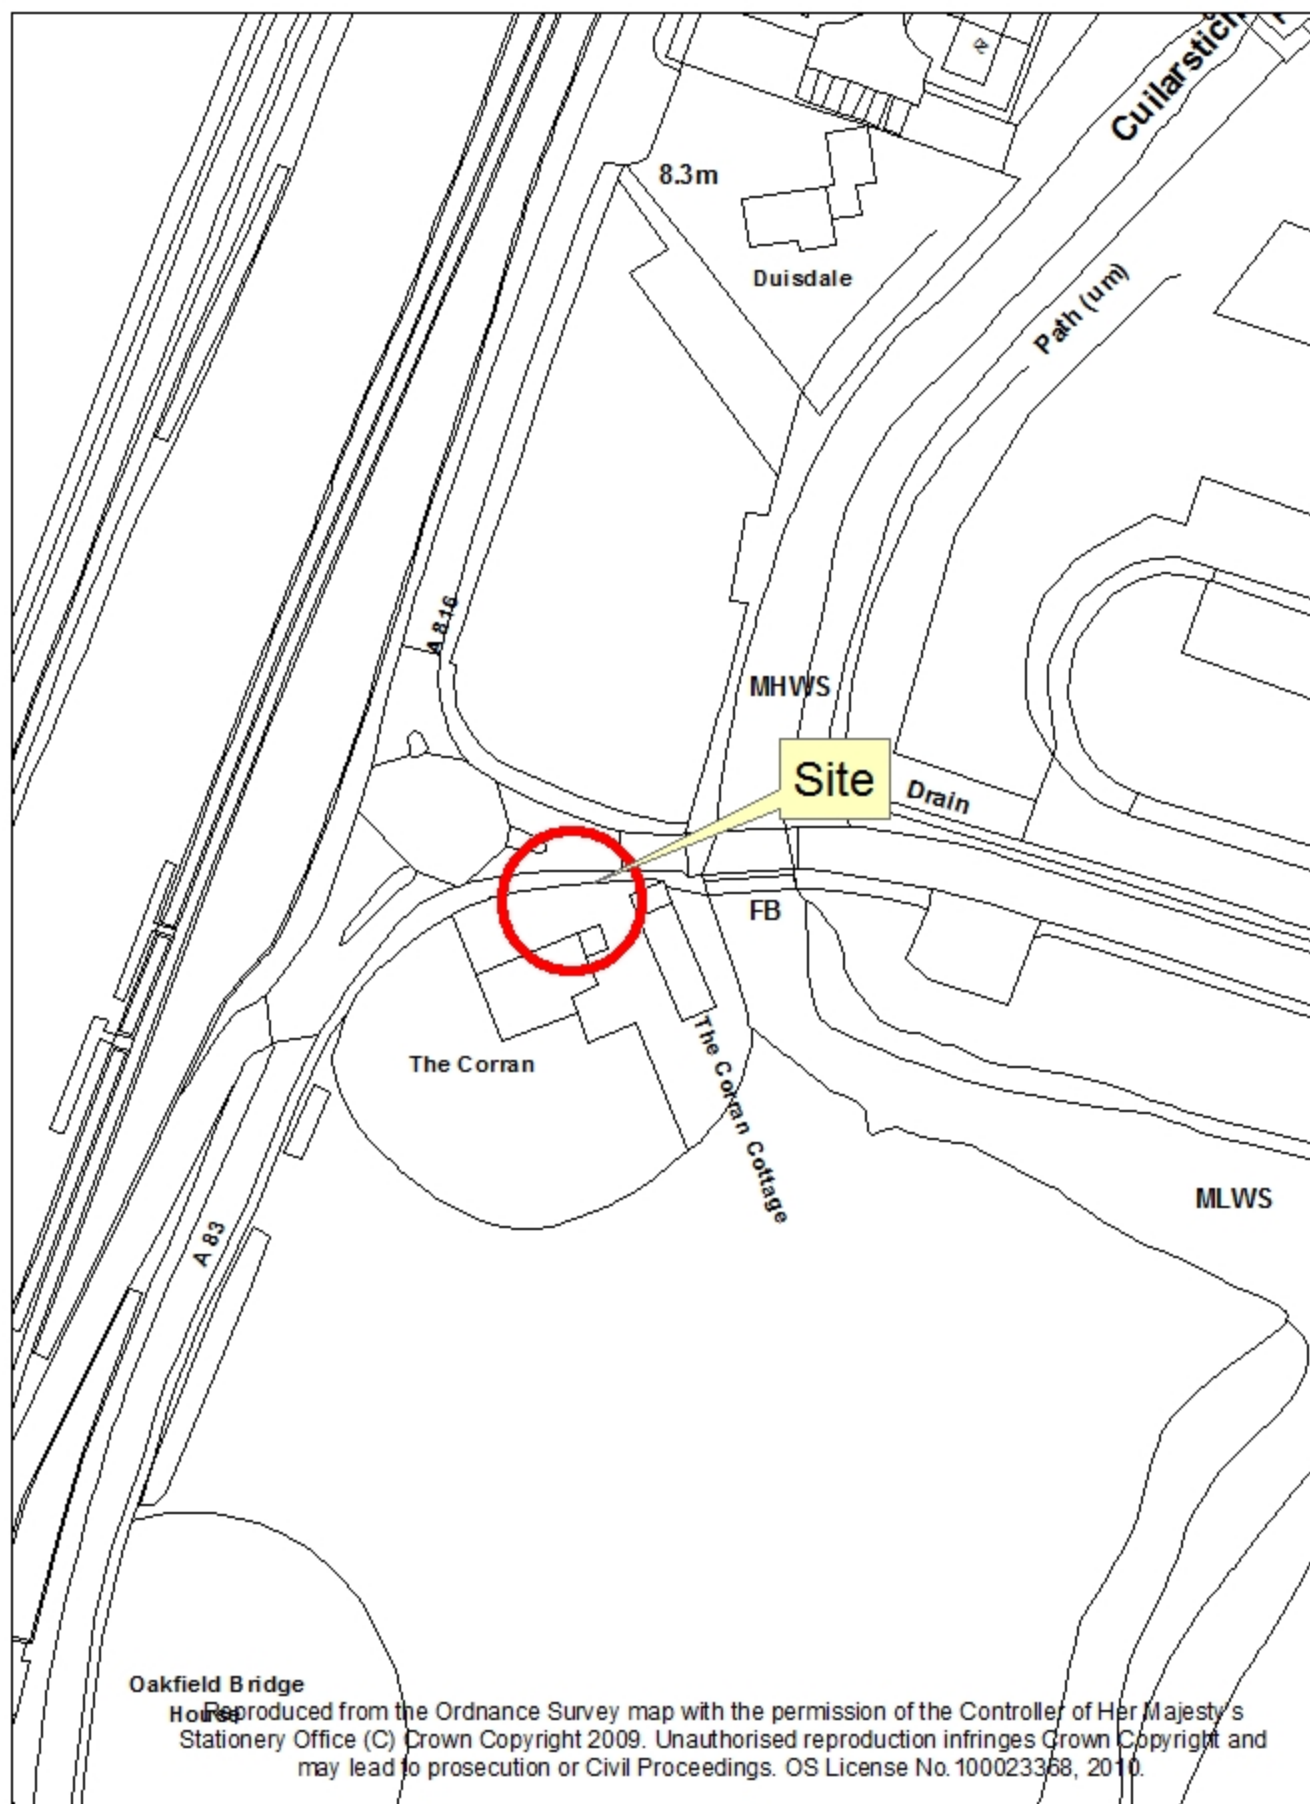 Cuilarstich
20
8.3m
Duisdale
Path (um)
A 816
MHWS
Site
Drain
FB
The Corran
The Corran Cottage
MLWS
A 83
Oakfield Bridge
House
Reproduced from the Ordnance Survey map with the permission of the Controller of Her Majesty's
Stationery Office (C) Crown Copyright 2009. Unauthorised reproduction infringes Crown Copyright and
may lead to prosecution or Civil Proceedings. OS License No. 100023368, 2010.